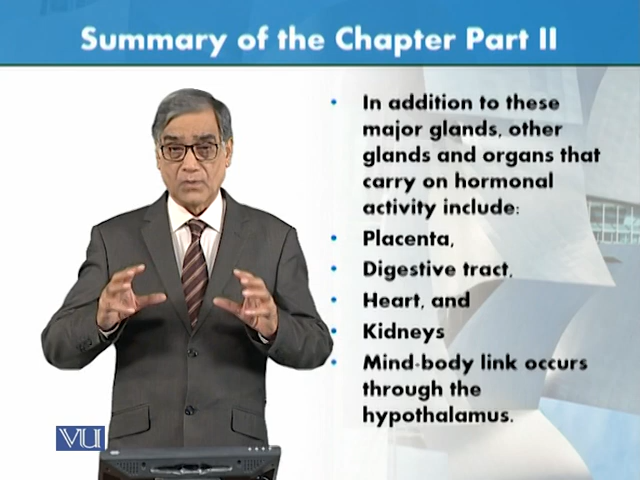 Summary of the Chapter Part II
• In addition to these
major glands, other
glands and organs that
carry on hormonal
activity include:
• Placenta,
• Digestive tract,
• Heart, and
• Kidneys
• Mind-body link occurs
through the
hypothalamus.
VU